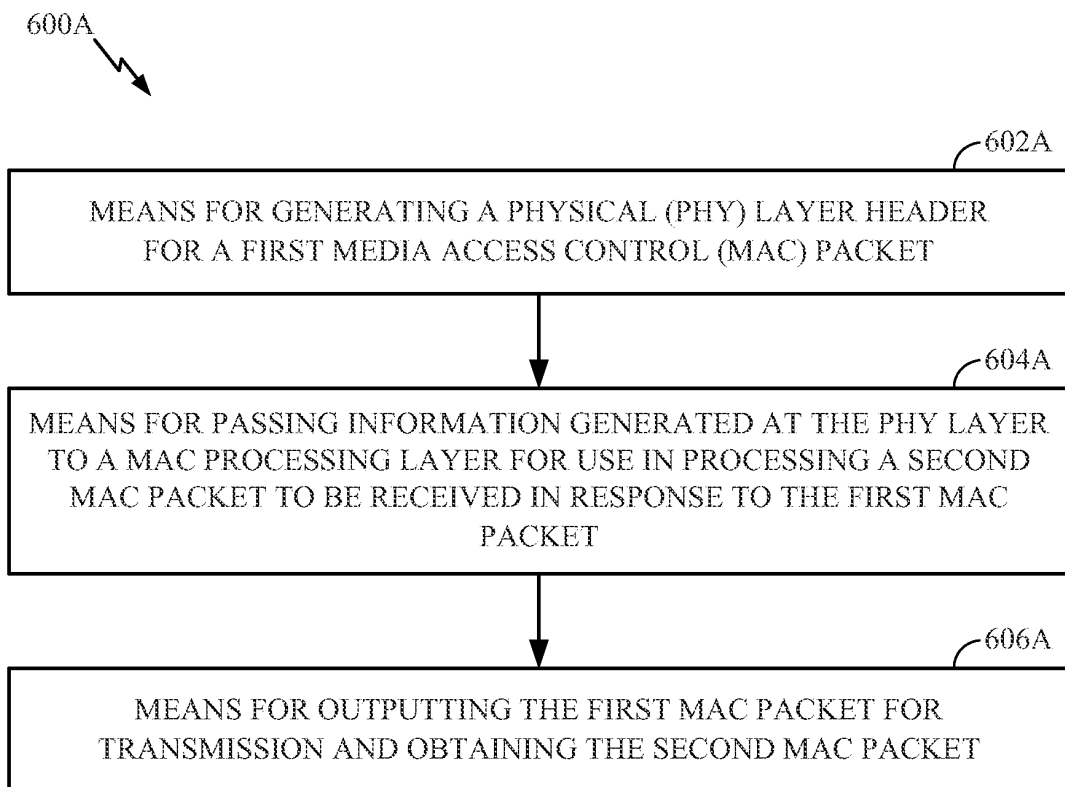 600A
602A
MEANS FOR GENERATING A PHYSICAL (PHY) LAYER HEADER
FOR A FIRST MEDIA ACCESS CONTROL (MAC) PACKET
604A
MEANS FOR PASSING INFORMATION GENERATED AT THE PHY LAYER
TO A MAC PROCESSING LAYER FOR USE IN PROCESSING A SECOND
MAC PACKET TO BE RECEIVED IN RESPONSE TO THE FIRST MAC
PACKET
606A
MEANS FOR OUTPUTTING THE FIRST MAC PACKET FOR
TRANSMISSION AND OBTAINING THE SECOND MAC PACKET